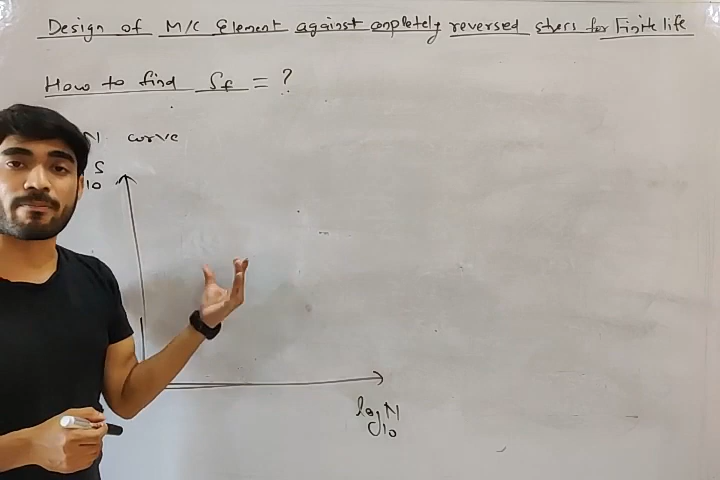 Design of M/C Element against completely reversed stress for Finite life
How to find Sf = ?
N curve
S
10
log N
10